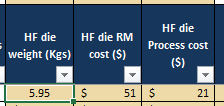 HF die weight (Kgs)
HF die RM cost ($)
HF die Process cost ($)
5.95 $ 51 $ 21